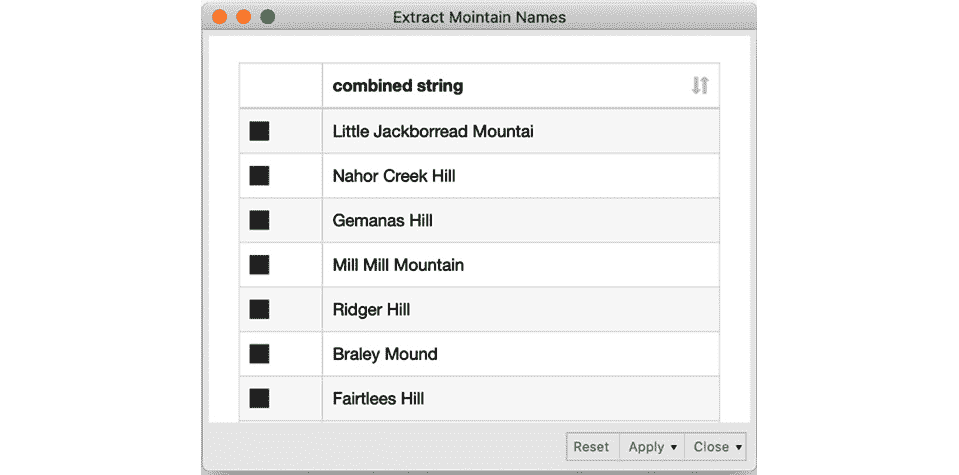 Extract Mointain Names
combined string
Little Jackborread Mountai
Nahor Creek Hill
Gemanas Hill
Mill Mill Mountain
Ridger Hill
Braley Mound
Fairtlees Hill
Reset Apply Close